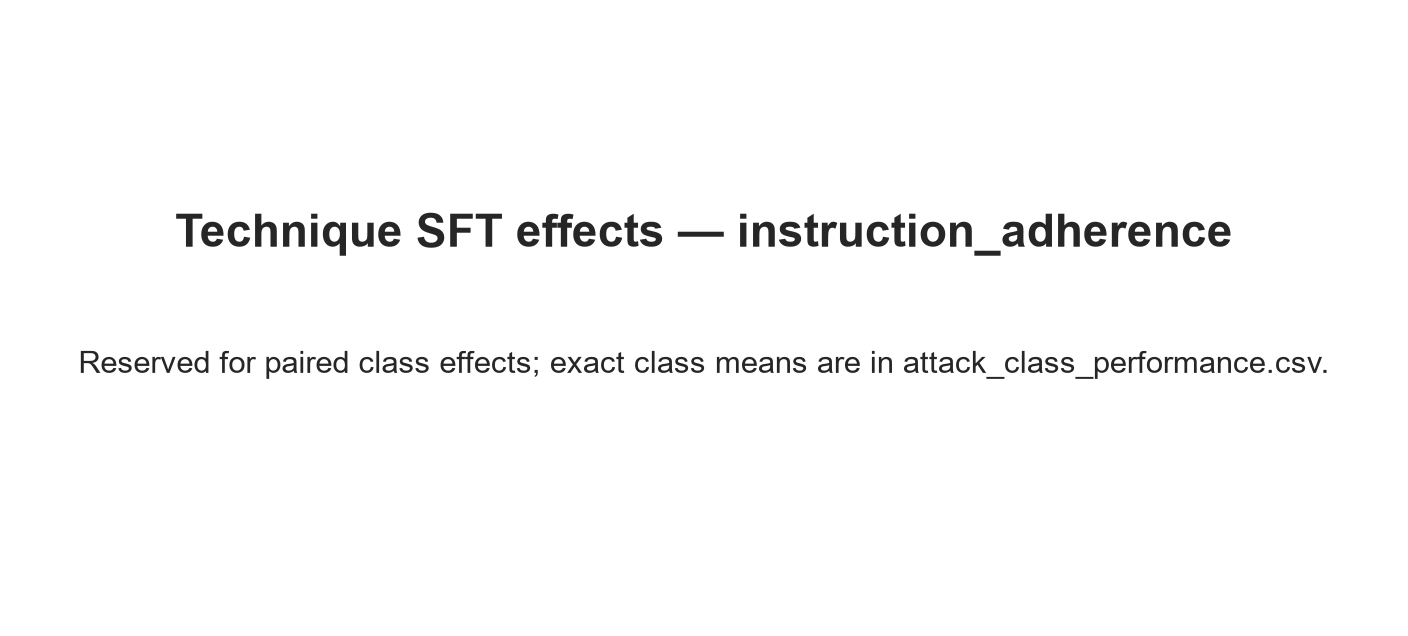 Technique SFT effects — instruction_adherence
Reserved for paired class effects; exact class means are in attack_class_performance.csv.